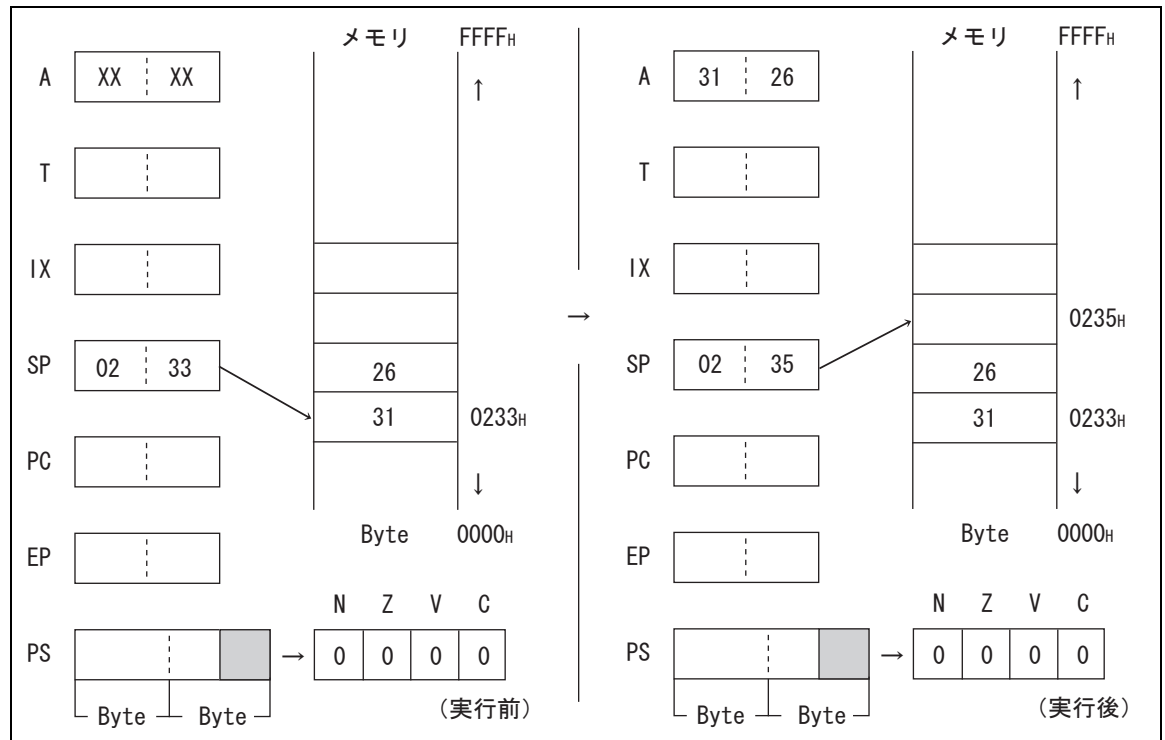 メモリ FFFFH
A XX XX
↑
T
IX
SP 02 33
26
31 0233H
PC
↓
Byte 0000H
EP
N Z V C
PS → 0 0 0 0
Byte Byte (実行前)
→
メモリ FFFFH
A 31 26
↑
T
IX
0235H
SP 02 35
26
31 0233H
PC
↓
Byte 0000H
EP
N Z V C
PS → 0 0 0 0
Byte Byte (実行後)